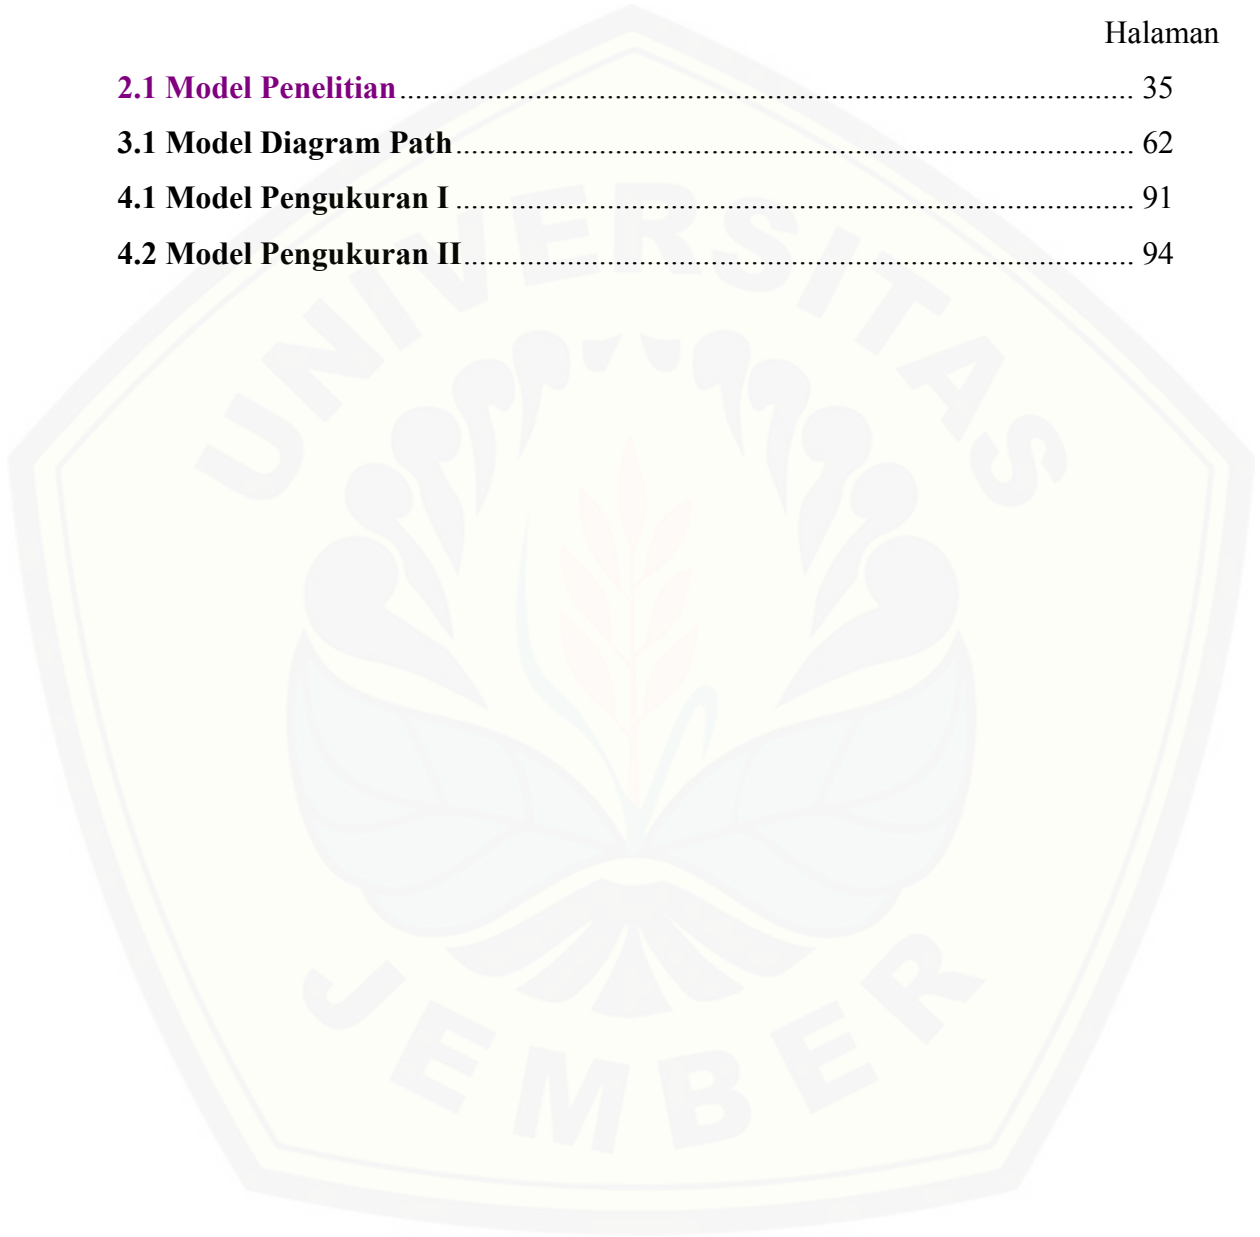 Halaman
2.1 Model Penelitian.............................................................................................. 35
3.1 Model Diagram Path....................................................................................... 62
4.1 Model Pengukuran I ....................................................................................... 91
4.2 Model Pengukuran II...................................................................................... 94
UNIVERSITAS
JEMBER